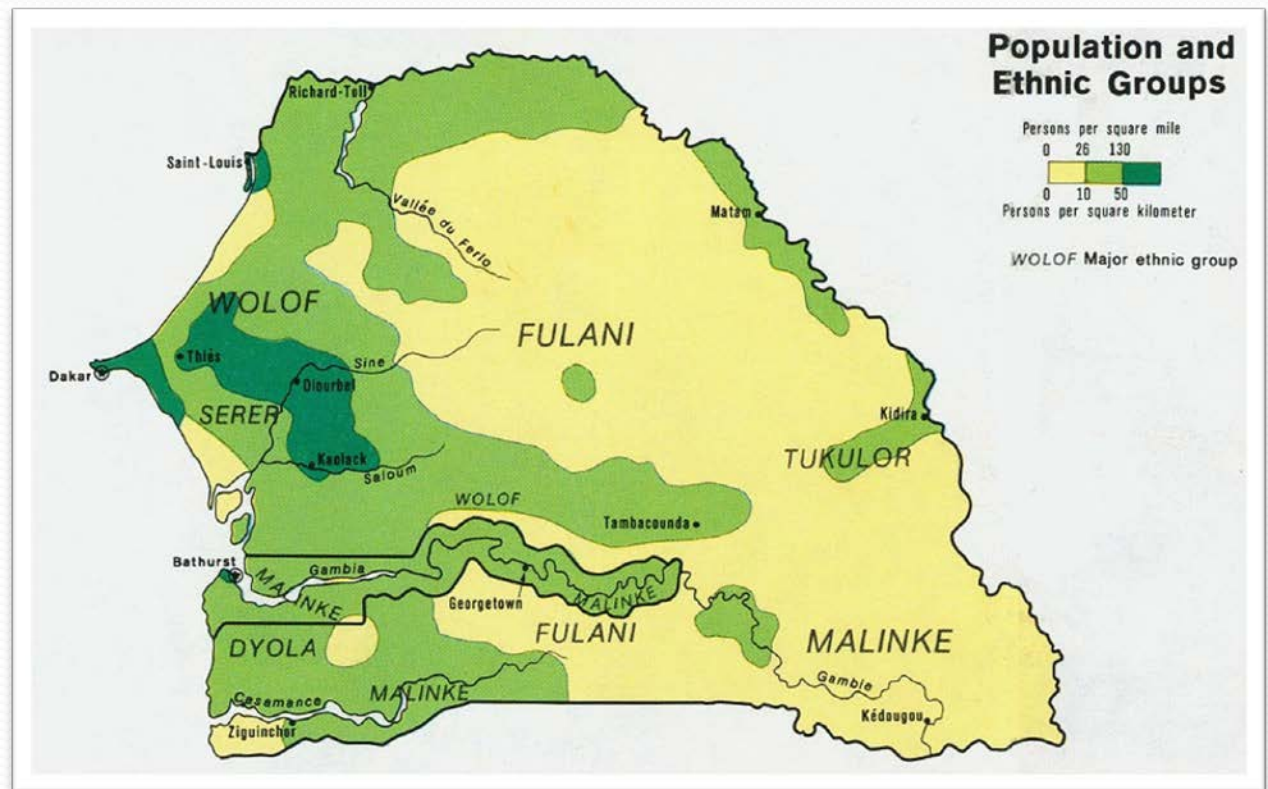 Population and
Ethnic Groups
Persons per square mile
0 26 130
0 10 50
Persons per square kilometer
WOLOF Major ethnic group
Richard-Toll
Saint-Louis
Vallée du Ferlo
Matam
WOLOF
FULANI
Thiès
Sine
Dakar
Diourbel
SERER
Kidira
Kaolack
Saloum
TUKULOR
WOLOF
Tambacounda
Bathurst
Gambia
MALINKE
Georgetown
MALINKE
FULANI
DYOLA
MALINKE
MALINKE
Gambie
Casamance
Kédougou
Ziguinchor